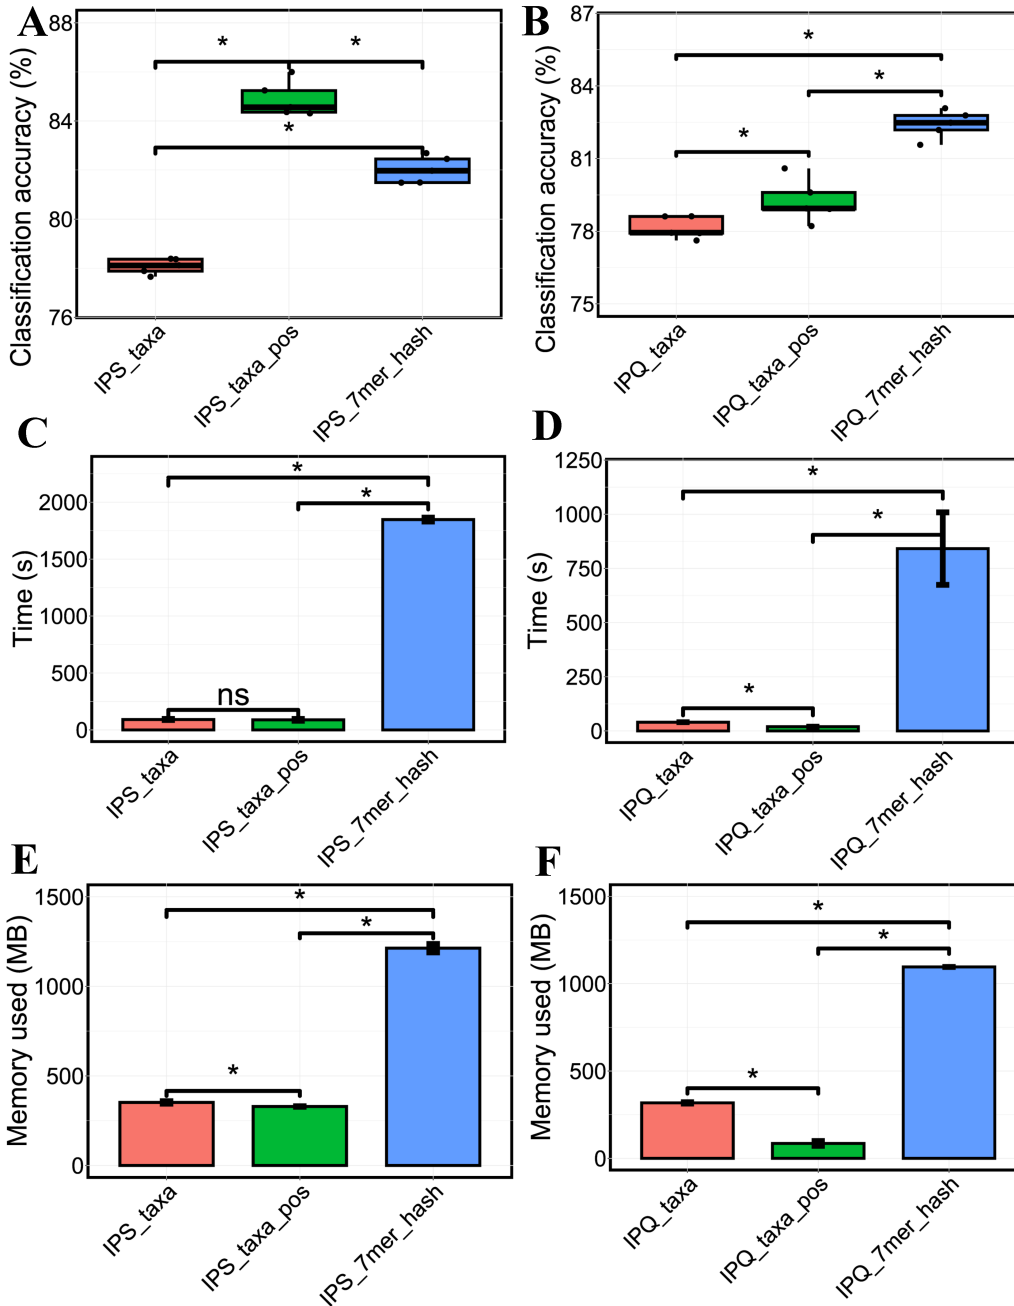 A
Classification accuracy (%)
88
84
80
76
*
*
*
IPS_taxa
IPS_taxa_pos
IPS_7mer_hash
B
Classification accuracy (%)
87
84
81
78
75
*
*
*
IPQ_taxa
IPQ_taxa_pos
IPQ_7mer_hash
C
Time (s)
2000
1500
1000
500
0
*
*
ns
IPS_taxa
IPS_taxa_pos
IPS_7mer_hash
D
Time (s)
1250
1000
750
500
250
0
*
*
*
IPQ_taxa
IPQ_taxa_pos
IPQ_7mer_hash
E
Memory used (MB)
1500
1000
500
0
*
*
*
IPS_taxa
IPS_taxa_pos
IPS_7mer_hash
F
Memory used (MB)
1500
1000
500
0
*
*
*
IPQ_taxa
IPQ_taxa_pos
IPQ_7mer_hash